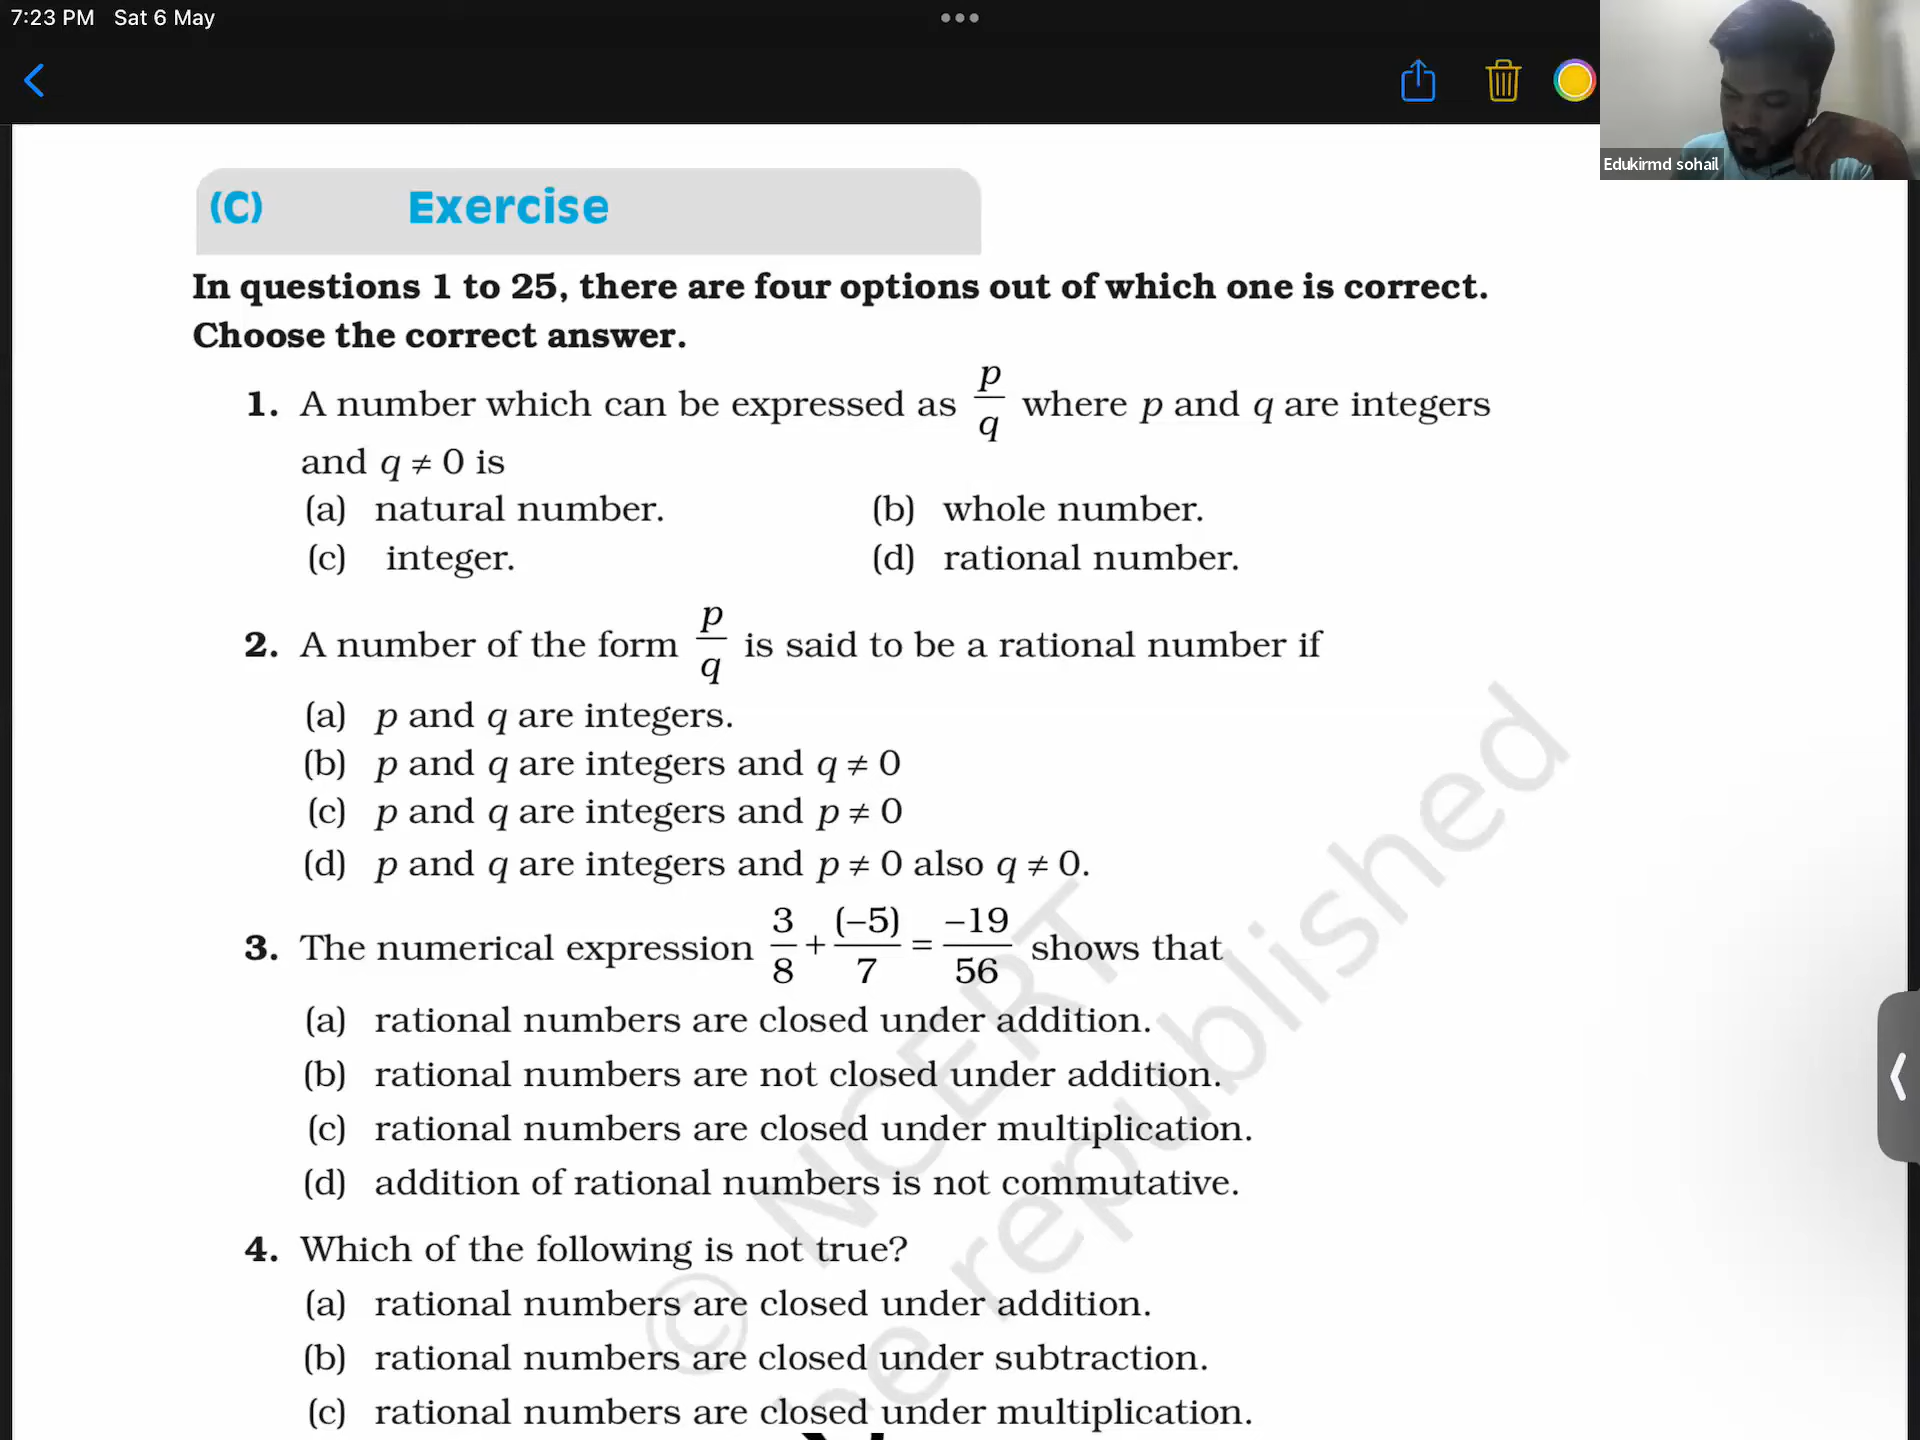 7:23 PM Sat 6 May
Edukirmd sohail
(C) Exercise
In questions 1 to 25, there are four options out of which one is correct.
Choose the correct answer.
1. A number which can be expressed as p/q where p and q are integers
and q ≠ 0 is
(a) natural number. (b) whole number.
(c) integer. (d) rational number.
2. A number of the form p/q is said to be a rational number if
(a) p and q are integers.
(b) p and q are integers and q ≠ 0
(c) p and q are integers and p ≠ 0
(d) p and q are integers and p ≠ 0 also q ≠ 0.
3. The numerical expression 3/8 + (–5)/7 = –19/56 shows that
(a) rational numbers are closed under addition.
(b) rational numbers are not closed under addition.
(c) rational numbers are closed under multiplication.
(d) addition of rational numbers is not commutative.
4. Which of the following is not true?
(a) rational numbers are closed under addition.
(b) rational numbers are closed under subtraction.
(c) rational numbers are closed under multiplication.
© NCERT
be republished